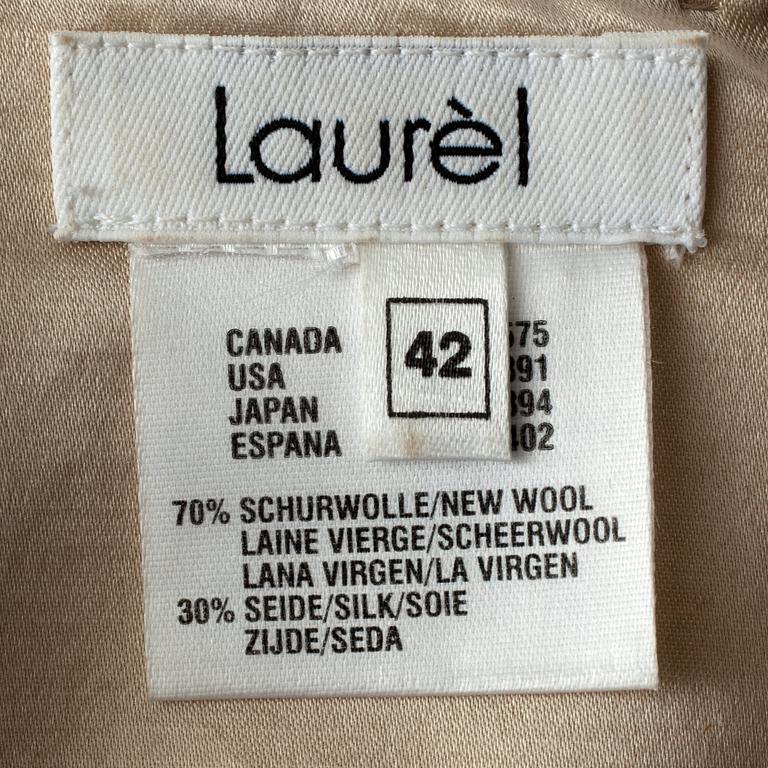 Laurèl
42
CANADA
USA
JAPAN
ESPANA
70% SCHURWOLLE/NEW WOOL
LAINE VIERGE/SCHEERWOOL
LANA VIRGEN/LA VIRGEN
30% SEIDE/SILK/SOIE
ZIJDE/SEDA